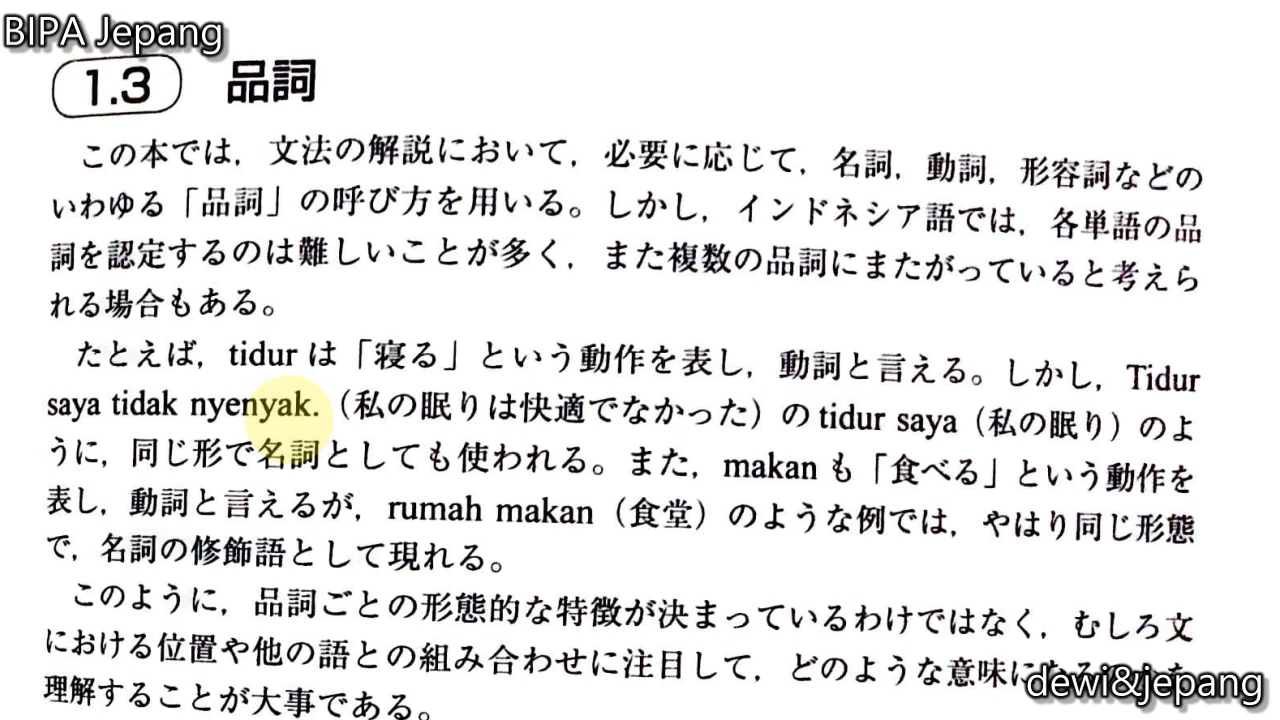 BIPA Jepang
1.3 品詞
この本では，文法の解説において，必要に応じて，名詞，動詞，形容詞などの
いわゆる「品詞」の呼び方を用いる。しかし，インドネシア語では，各単語の品
詞を認定するのは難しいことが多く，また複数の品詞にまたがっていると考えら
れる場合もある。
たとえば，tidur は「寝る」という動作を表し，動詞と言える。しかし，Tidur
saya tidak nyenyak.（私の眠りは快適でなかった）の tidur saya（私の眠り）のよ
うに，同じ形で名詞としても使われる。また，makan も「食べる」という動作を
表し，動詞と言えるが，rumah makan（食堂）のような例では，やはり同じ形態
で，名詞の修飾語として現れる。
このように，品詞ごとの形態的な特徴が決まっているわけではなく，むしろ文
における位置や他の語との組み合わせに注目して，どのような意味に
理解することが大事である。
dewi&jepang